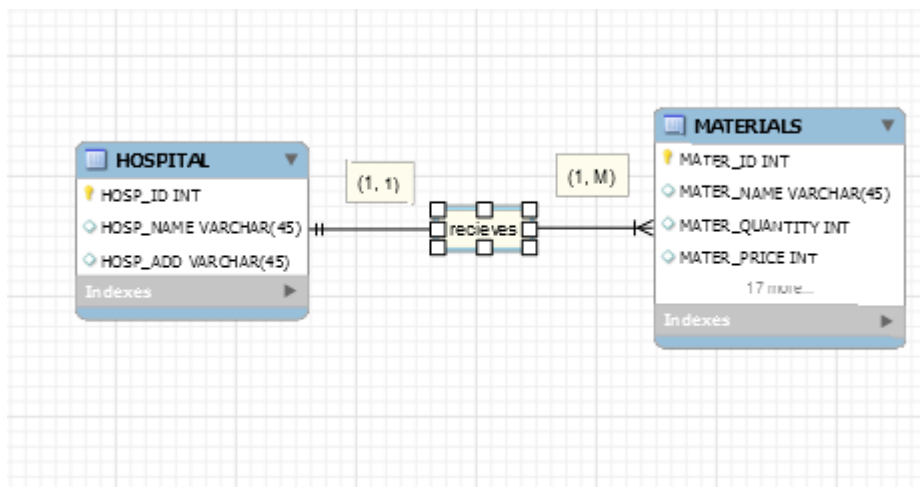 HOSPITAL
HOSP_ID INT
HOSP_NAME VARCHAR(45)
HOSP_ADD VARCHAR(45)
Indexes
(1, 1)
recieves
(1, M)
MATERIALS
MATER_ID INT
MATER_NAME VARCHAR(45)
MATER_QUANTITY INT
MATER_PRICE INT
17 more...
Indexes